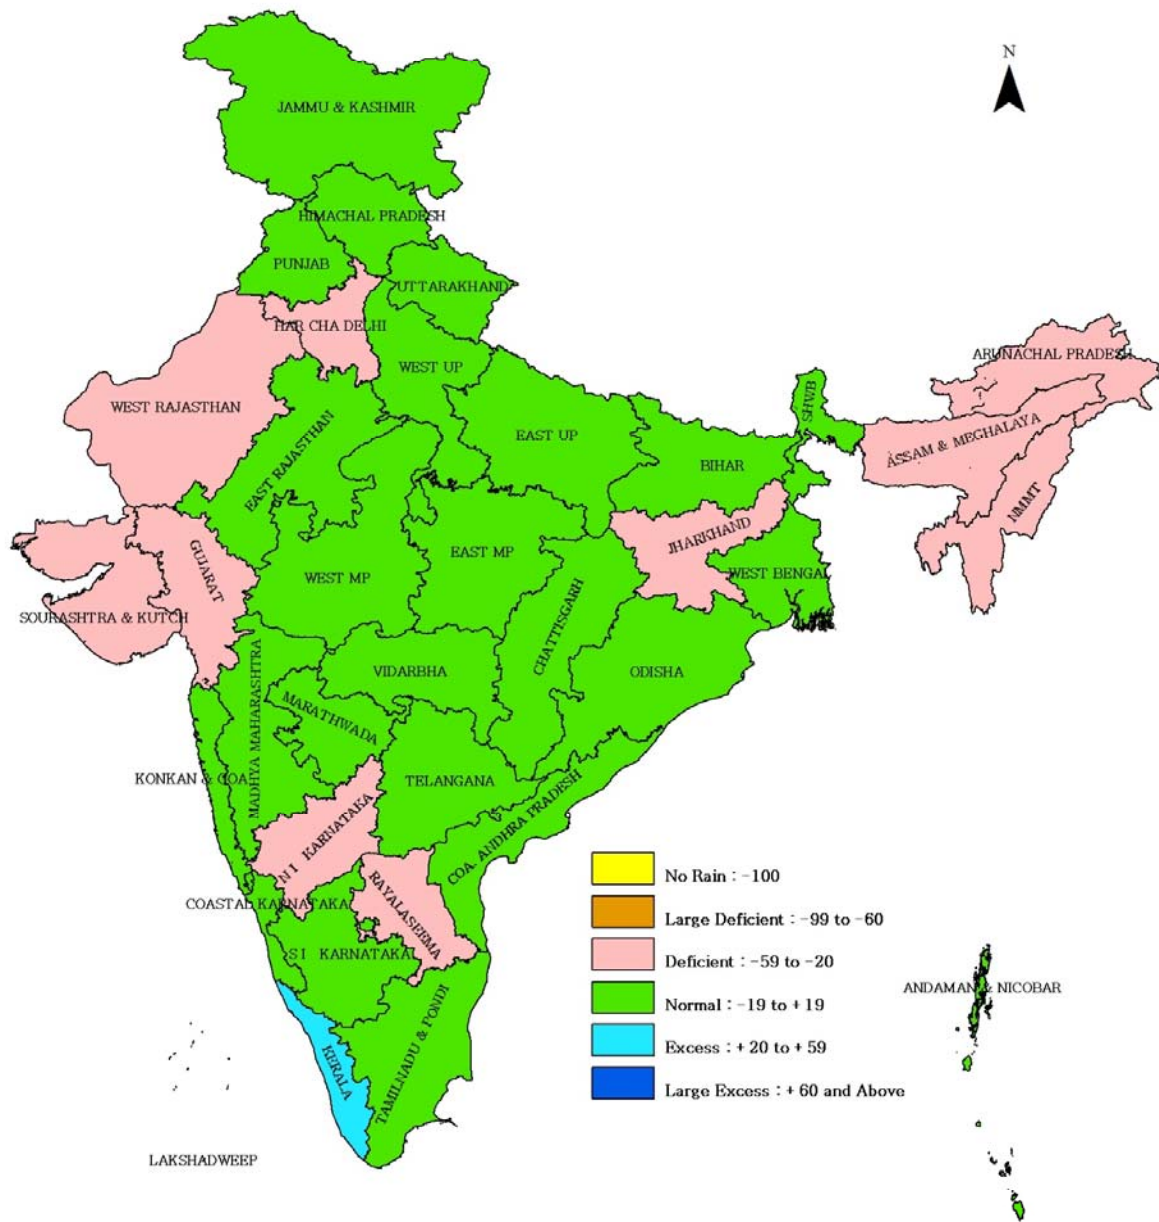 N
JAMMU & KASHMIR
HIMACHAL PRADESH
PUNJAB
UTTARAKHAND
HAR CHA DELHI
ARUNACHAL PRADESH
WEST UP
WEST RAJASTHAN
SHWB
EAST RAJASTHAN
EAST UP
ASSAM & MEGHALAYA
BIHAR
NMMT
JHARKHAND
EAST MP
GUJARAT
WEST MP
WEST BENGAL
SOURASHTRA & KUTCH
CHATTISGARH
VIDARBHA
ODISHA
MADHYA MAHARASHTRA
MARATHWADA
KONKAN & GOA
TELANGANA
COA. ANDHRA PRADESH
N I KARNATAKA
RAYALASEEMA
COASTAL KARNATAKA
S I KARNATAKA
TAMILNADU & PONDI
KERALA
LAKSHADWEEP
ANDAMAN & NICOBAR
No Rain : -100
Large Deficient : -99 to -60
Deficient : -59 to -20
Normal : -19 to +19
Excess : +20 to +59
Large Excess : +60 and Above